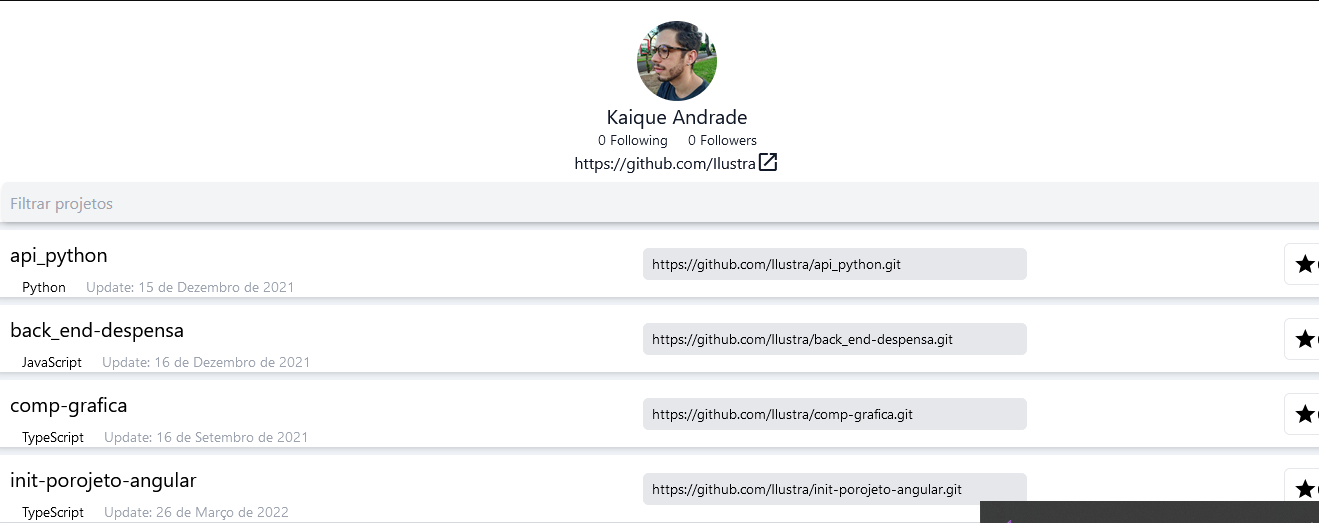 Kaique Andrade
0 Following 0 Followers
https://github.com/Ilustra
Filtrar projetos
api_python
https://github.com/Ilustra/api_python.git
Python Update: 15 de Dezembro de 2021
back_end-despensa
https://github.com/Ilustra/back_end-despensa.git
JavaScript Update: 16 de Dezembro de 2021
comp-grafica
https://github.com/Ilustra/comp-grafica.git
TypeScript Update: 16 de Setembro de 2021
init-porojeto-angular
https://github.com/Ilustra/init-porojeto-angular.git
TypeScript Update: 26 de Março de 2022